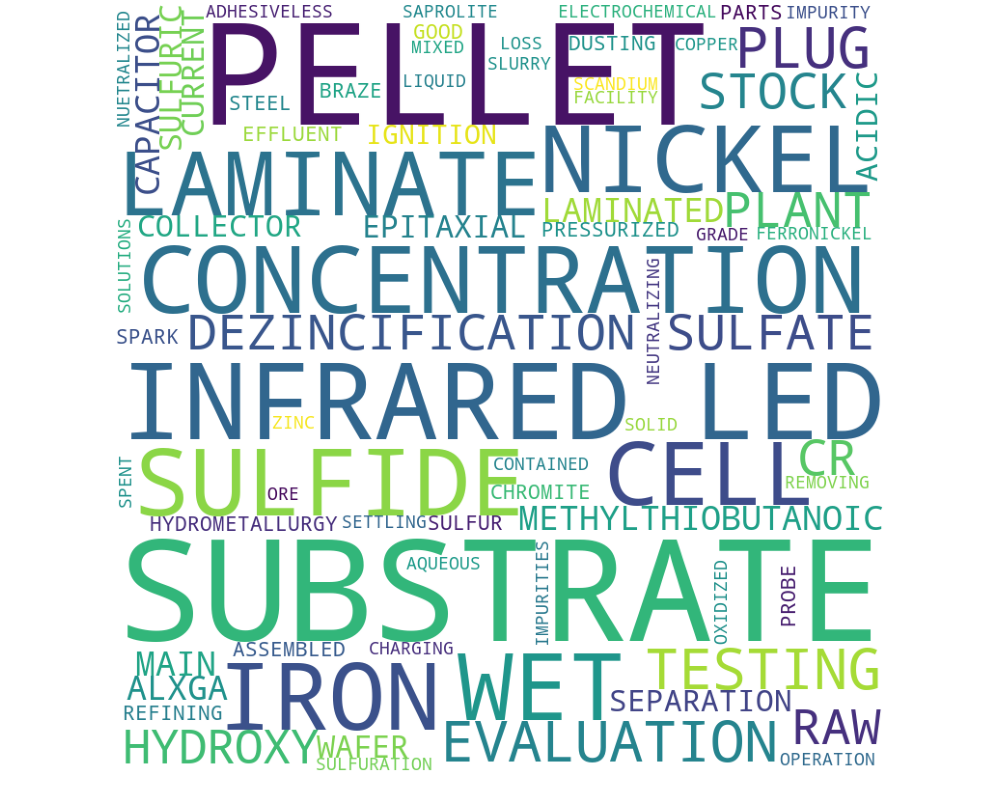 ADHESIVELESS SAPROLITE ELECTROCHEMICAL PARTS IMPURITY
NUETRALIZED CAPACITOR SULFURIC CURRENT
PELLET
GOOD
MIXED
LOSS
DUSTING COPPER
PLUG
SLURRY
LIQUID
BRAZE
STEEL
SCANDIUM
FACILITY
STOCK
ACIDIC
EFFLUENT IGNITION
NICKEL
LAMINATE
LAMINATED PLANT
COLLECTOR EPITAXIAL PRESSURIZED GRADE FERRONICKEL
SOLUTIONS
CONCENTRATION
NEUTRALIZING
SPARK DEZINCIFICATION SULFATE
INFRARED LED
ZINC
SOLID
SULFIDE
CELL
CR
CONTAINED
SPENT
REMOVING
ORE
CHROMITE
HYDROMETALLURGY SETTLING SULFUR METHYLTHIOBUTANOIC
SUBSTRATE
AQUEOUS
IMPURITIES
OXIDIZED
PROBE
ASSEMBLED CHARGING
MAIN
IRON
WET
TESTING
ALXGA
SEPARATION
REFINING
RAW
HYDROXY
WAFER
EVALUATION
SULFURATION
OPERATION